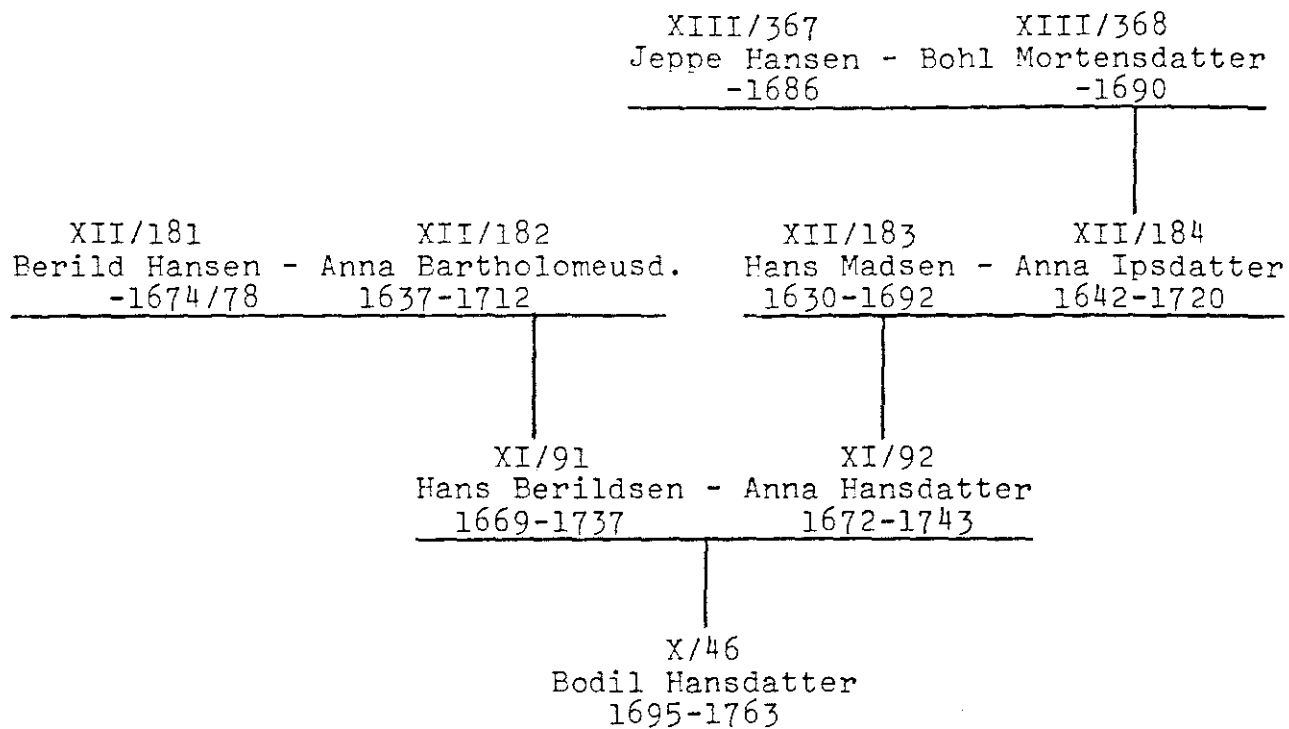 XIII/367 XIII/368
Jeppe Hansen - Bohl Mortensdatter
-1686 -1690
XII/181 XII/182 XII/183 XII/184
Berild Hansen - Anna Bartholomeusd. Hans Madsen - Anna Ipsdatter
-1674/78 1637-1712 1630-1692 1642-1720
XI/91 XI/92
Hans Berildsen - Anna Hansdatter
1669-1737 1672-1743
X/46
Bodil Hansdatter
1695-1763